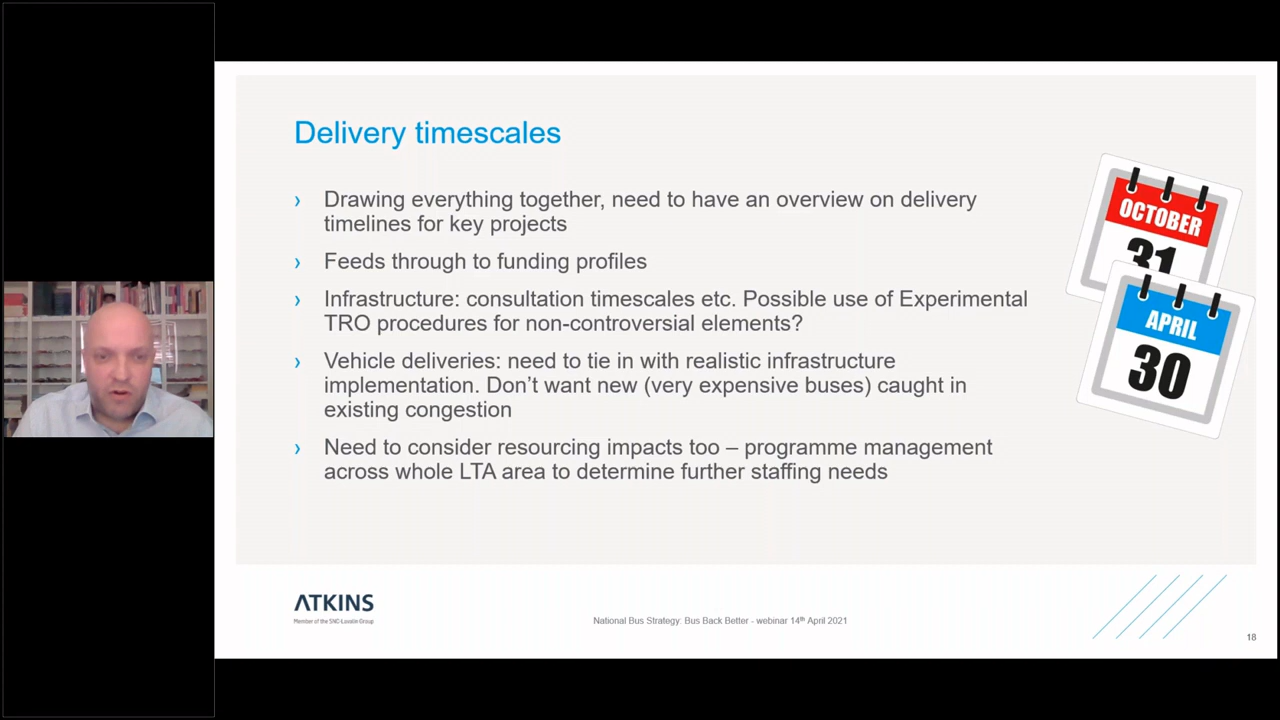 Delivery timescales
› Drawing everything together, need to have an overview on delivery
timelines for key projects
› Feeds through to funding profiles
› Infrastructure: consultation timescales etc. Possible use of Experimental
TRO procedures for non-controversial elements?
› Vehicle deliveries: need to tie in with realistic infrastructure
implementation. Don’t want new (very expensive buses) caught in
existing congestion
› Need to consider resourcing impacts too – programme management
across whole LTA area to determine further staffing needs
OCTOBER
31
APRIL
30
ATKINS
Member of the SNC-Lavalin Group
National Bus Strategy: Bus Back Better - webinar 14th April 2021
18